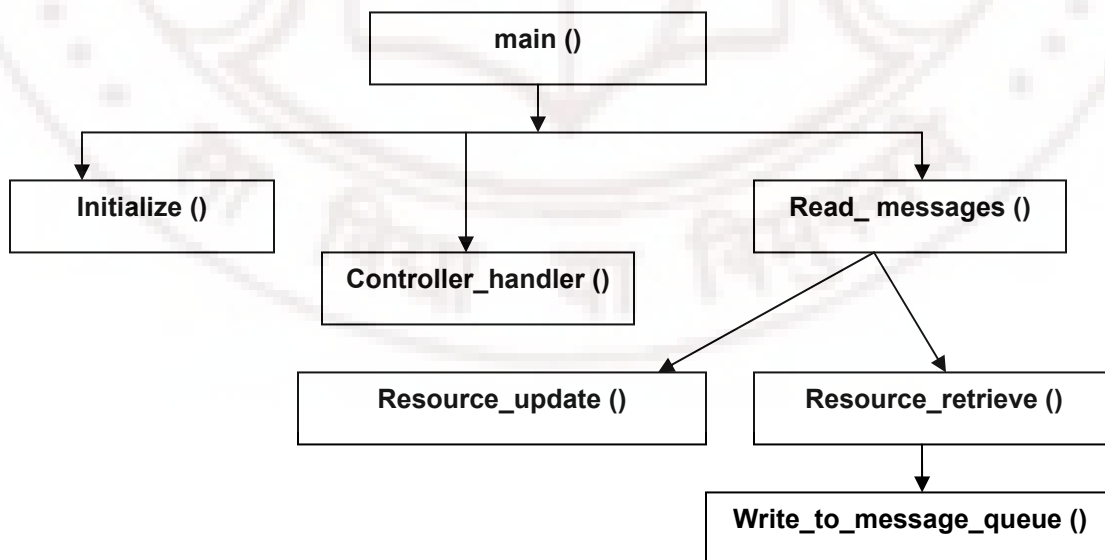 main ()
Initialize ()
Read_ messages ()
Controller_handler ()
Resource_update ()
Resource_retrieve ()
Write_to_message_queue ()